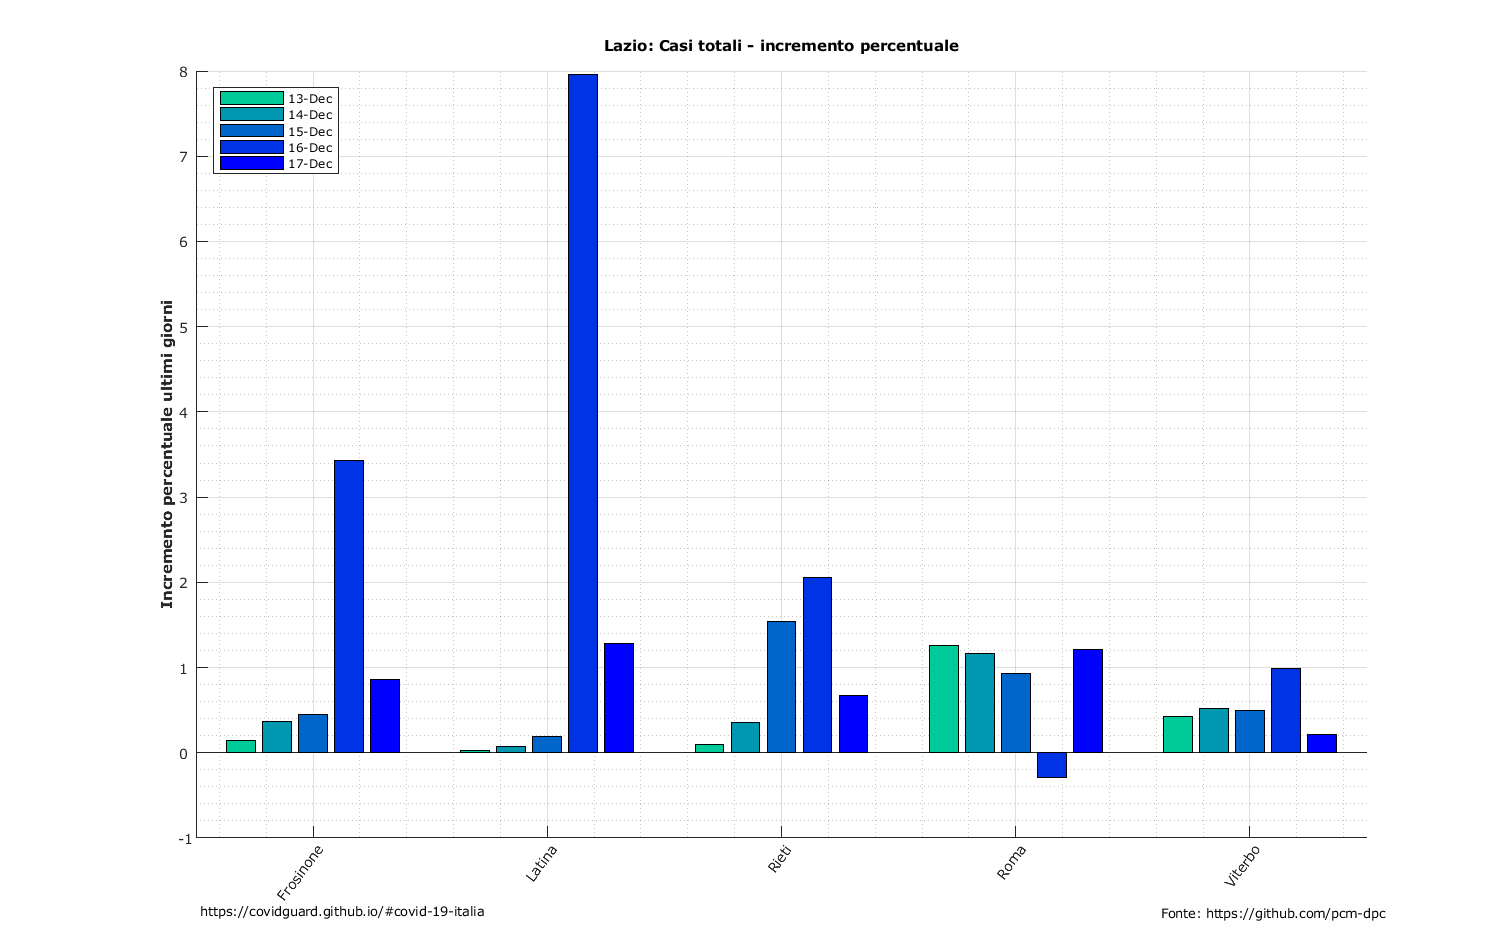 Lazio: Casi totali - incremento percentuale
13-Dec
14-Dec
15-Dec
16-Dec
17-Dec
Incremento percentuale ultimi giorni
8
7
6
5
4
3
2
1
0
-1
Frosinone
Latina
Rieti
Roma
Viterbo
https://covidguard.github.io/#covid-19-italia
Fonte: https://github.com/pcm-dpc